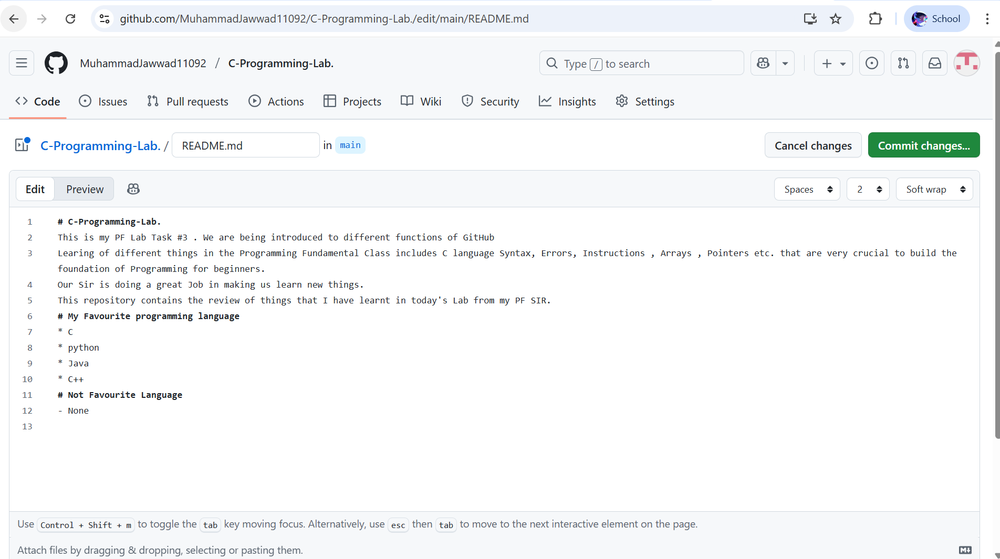 github.com/MuhammadJawwad11092/C-Programming-Lab./edit/main/README.md
School
MuhammadJawwad11092 / C-Programming-Lab.
Type / to search
Code
Issues
Pull requests
Actions
Projects
Wiki
Security
Insights
Settings
C-Programming-Lab. / README.md in main
Cancel changes
Commit changes...
Edit
Preview
Spaces
2
Soft wrap
1 # C-Programming-Lab.
2 This is my PF Lab Task #3 . We are being introduced to different functions of GitHub
3 Learing of different things in the Programming Fundamental Class includes C language Syntax, Errors, Instructions , Arrays , Pointers etc. that are very crucial to build the
foundation of Programming for beginners.
4 Our Sir is doing a great Job in making us learn new things.
5 This repository contains the review of things that I have learnt in today's Lab from my PF SIR.
6 # My Favourite programming language
7 * C
8 * python
9 * Java
10 * C++
11 # Not Favourite Language
12 - None
13
Use Control + Shift + m to toggle the tab key moving focus. Alternatively, use esc then tab to move to the next interactive element on the page.
Attach files by dragging & dropping, selecting or pasting them.